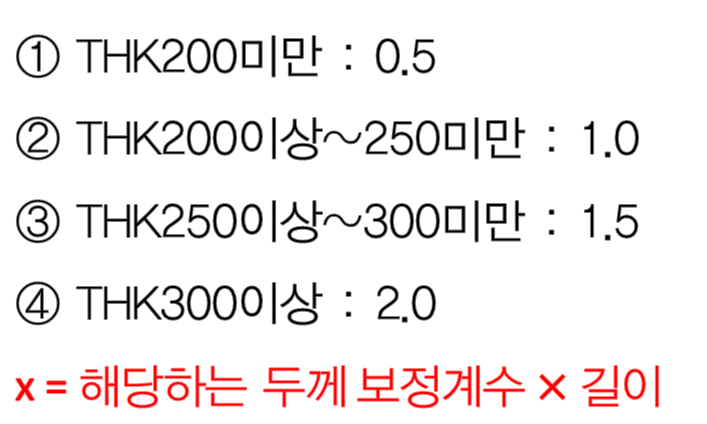 ① THK200미만 : 0.5
② THK200이상~250미만 : 1.0
③ THK250이상~300미만 : 1.5
④ THK300이상 : 2.0
x = 해당하는 두께 보정계수 × 길이